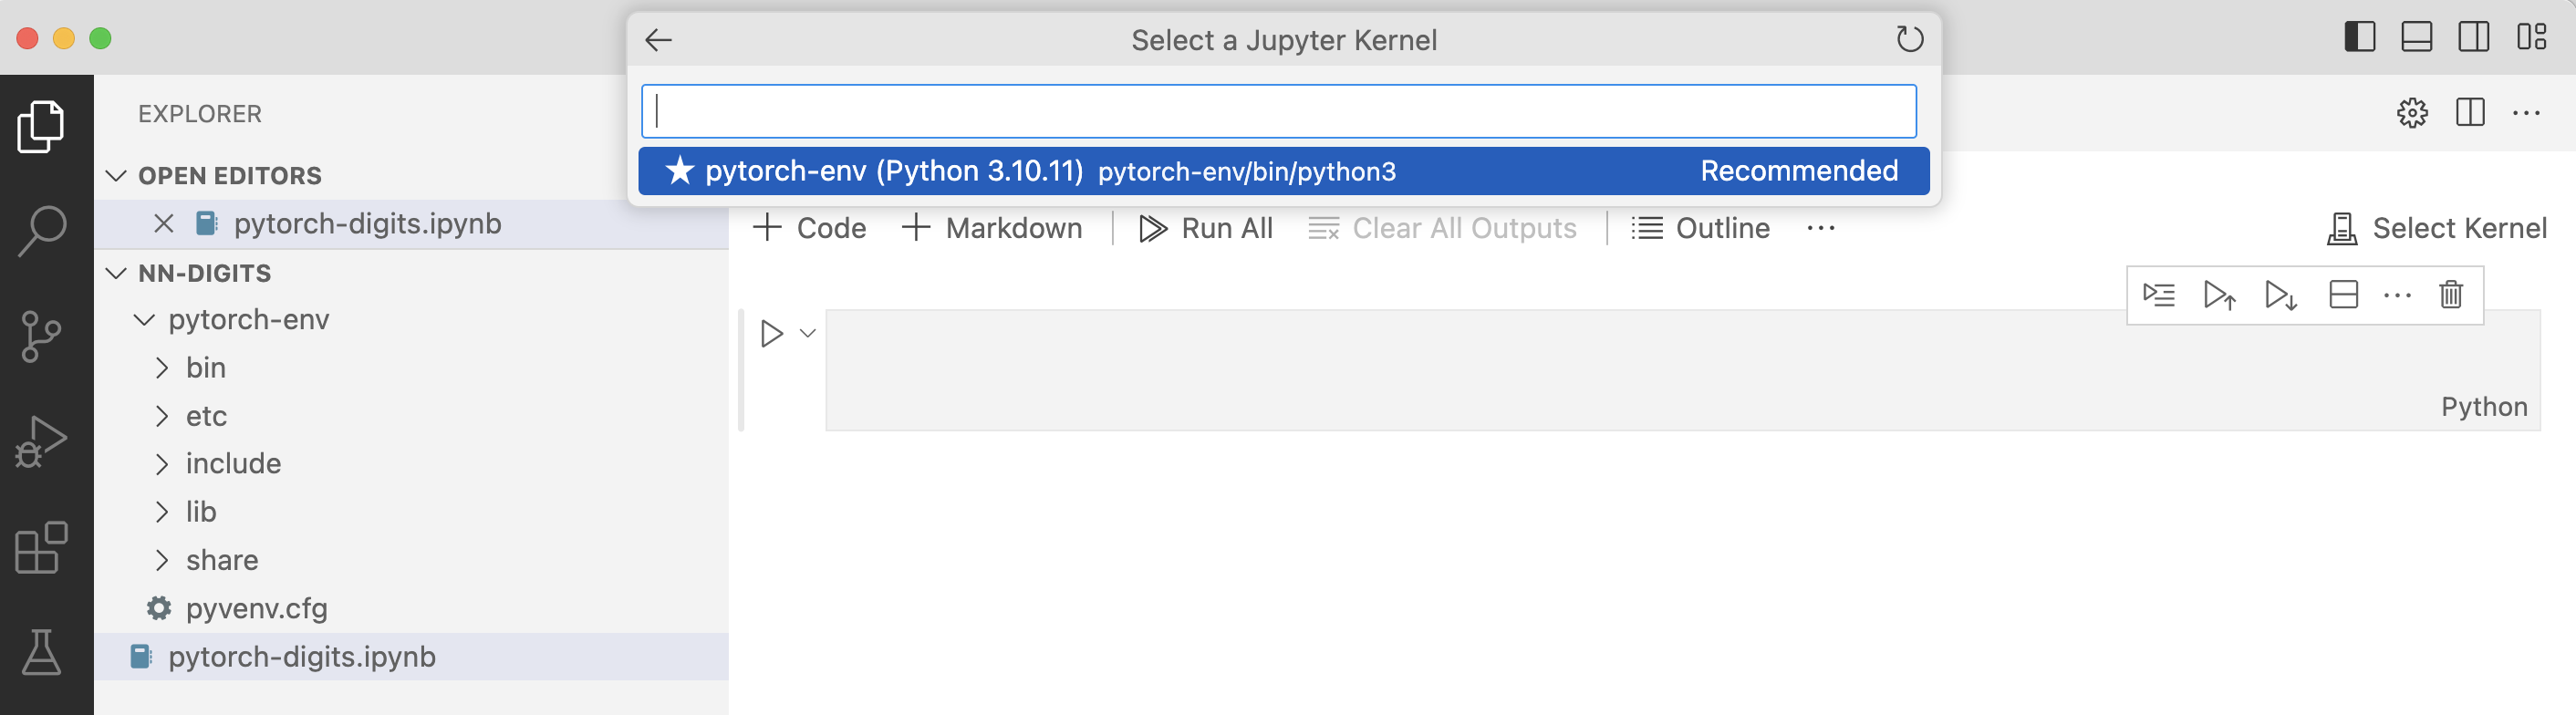 Select a Jupyter Kernel
pytorch-env (Python 3.10.11) pytorch-env/bin/python3 Recommended
EXPLORER
OPEN EDITORS
pytorch-digits.ipynb
NN-DIGITS
pytorch-env
bin
etc
include
lib
share
pyvenv.cfg
pytorch-digits.ipynb
Code Markdown Run All Clear All Outputs Outline Select Kernel
Python